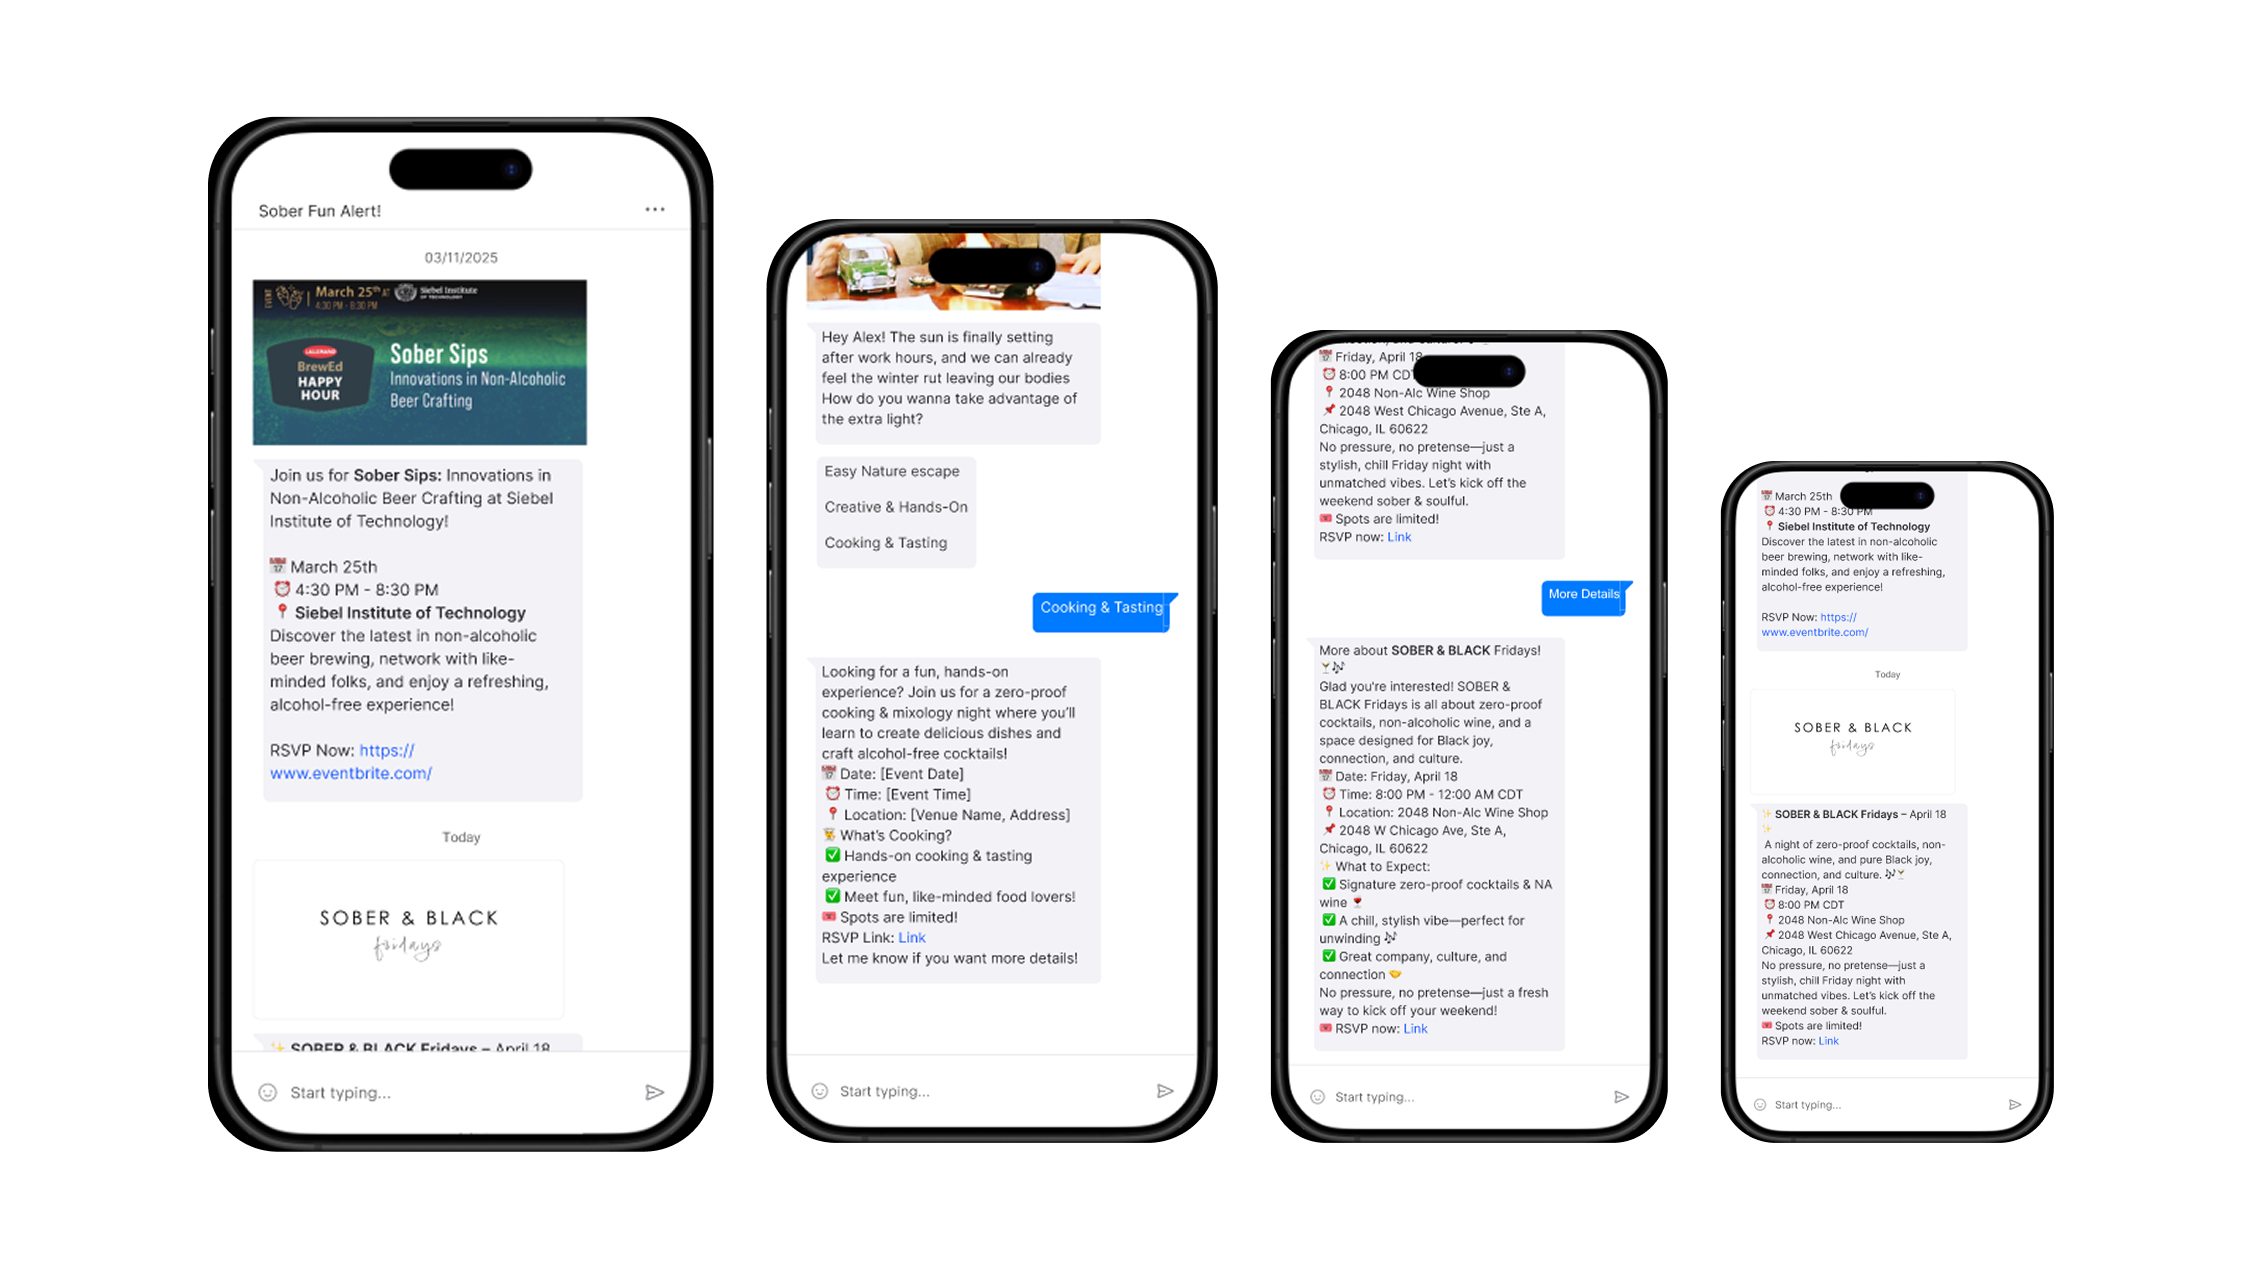 Sober Fun Alert!
03/11/2025
EVENT
March 25th AT
4:30 PM - 8:30 PM
Siebel Institute
OF TECHNOLOGY
LALLEMAND
BrewEd
HAPPY
HOUR
Sober Sips
Innovations in Non-Alcoholic
Beer Crafting
Join us for Sober Sips: Innovations in
Non-Alcoholic Beer Crafting at Siebel
Institute of Technology!
📅 March 25th
⏰ 4:30 PM - 8:30 PM
📍 Siebel Institute of Technology
Discover the latest in non-alcoholic
beer brewing, network with like-
minded folks, and enjoy a refreshing,
alcohol-free experience!
RSVP Now: https://
www.eventbrite.com/
Today
SOBER & BLACK
fridays
✨ SOBER & BLACK Fridays – April 18
Start typing...
Hey Alex! The sun is finally setting
after work hours, and we can already
feel the winter rut leaving our bodies
How do you wanna take advantage of
the extra light?
Easy Nature escape
Creative & Hands-On
Cooking & Tasting
Cooking & Tasting
Looking for a fun, hands-on
experience? Join us for a zero-proof
cooking & mixology night where you'll
learn to create delicious dishes and
craft alcohol-free cocktails!
📅 Date: [Event Date]
⏰ Time: [Event Time]
📍 Location: [Venue Name, Address]
👨‍🍳 What's Cooking?
✅ Hands-on cooking & tasting
experience
✅ Meet fun, like-minded food lovers!
🎟 Spots are limited!
RSVP Link: Link
Let me know if you want more details!
Start typing...
📅 Friday, April 18
⏰ 8:00 PM CDT
📍 2048 Non-Alc Wine Shop
📌 2048 West Chicago Avenue, Ste A,
Chicago, IL 60622
No pressure, no pretense—just a
stylish, chill Friday night with
unmatched vibes. Let's kick off the
weekend sober & soulful.
🎟 Spots are limited!
RSVP now: Link
More Details
More about SOBER & BLACK Fridays!
🍸🎶
Glad you're interested! SOBER &
BLACK Fridays is all about zero-proof
cocktails, non-alcoholic wine, and a
space designed for Black joy,
connection, and culture.
📅 Date: Friday, April 18
⏰ Time: 8:00 PM - 12:00 AM CDT
📍 Location: 2048 Non-Alc Wine Shop
📌 2048 W Chicago Ave, Ste A,
Chicago, IL 60622
✨ What to Expect:
✅ Signature zero-proof cocktails & NA
wine 🍷
✅ A chill, stylish vibe—perfect for
unwinding 🎶
✅ Great company, culture, and
connection 🤝
No pressure, no pretense—just a fresh
way to kick off your weekend!
🎟 RSVP now: Link
Start typing...
📅 March 25th
⏰ 4:30 PM - 8:30 PM
📍 Siebel Institute of Technology
Discover the latest in non-alcoholic
beer brewing, network with like-
minded folks, and enjoy a refreshing,
alcohol-free experience!
RSVP Now: https://
www.eventbrite.com/
Today
SOBER & BLACK
fridays
✨ SOBER & BLACK Fridays – April 18
✨
A night of zero-proof cocktails, non-
alcoholic wine, and pure Black joy,
connection, and culture. 🎶🍸
📅 Friday, April 18
⏰ 8:00 PM CDT
📍 2048 Non-Alc Wine Shop
📌 2048 West Chicago Avenue, Ste A,
Chicago, IL 60622
No pressure, no pretense—just a
stylish, chill Friday night with
unmatched vibes. Let's kick off the
weekend sober & soulful.
🎟 Spots are limited!
RSVP now: Link
Start typing...